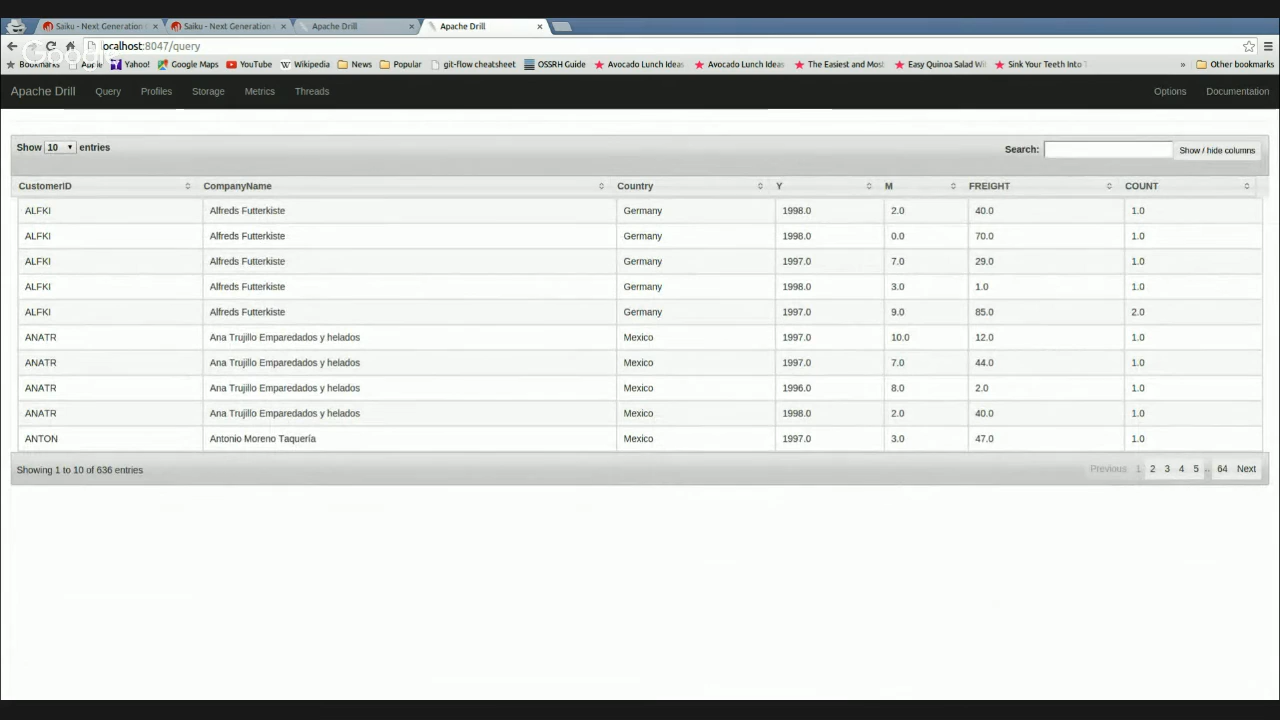 Saiku - Next Generation
Saiku - Next Generation
Apache Drill
Apache Drill
Google
localhost:8047/query
Bookmarks Yahoo! Google Maps YouTube Wikipedia News Popular git-flow cheatsheet OSSRH Guide Avocado Lunch Ideas Avocado Lunch Ideas The Easiest and Most Easy Quinoa Salad Sink Your Teeth Into » Other bookmarks
Apache Drill Query Profiles Storage Metrics Threads Options Documentation
Show 10 entries Search: Show / hide columns
CustomerID CompanyName Country Y M FREIGHT COUNT
ALFKI Alfreds Futterkiste Germany 1998.0 2.0 40.0 1.0
ALFKI Alfreds Futterkiste Germany 1998.0 0.0 70.0 1.0
ALFKI Alfreds Futterkiste Germany 1997.0 7.0 29.0 1.0
ALFKI Alfreds Futterkiste Germany 1998.0 3.0 1.0 1.0
ALFKI Alfreds Futterkiste Germany 1997.0 9.0 85.0 2.0
ANATR Ana Trujillo Emparedados y helados Mexico 1997.0 10.0 12.0 1.0
ANATR Ana Trujillo Emparedados y helados Mexico 1997.0 7.0 44.0 1.0
ANATR Ana Trujillo Emparedados y helados Mexico 1996.0 8.0 2.0 1.0
ANATR Ana Trujillo Emparedados y helados Mexico 1998.0 2.0 40.0 1.0
ANTON Antonio Moreno Taquería Mexico 1997.0 3.0 47.0 1.0
Showing 1 to 10 of 636 entries Previous 1 2 3 4 5 .. 64 Next